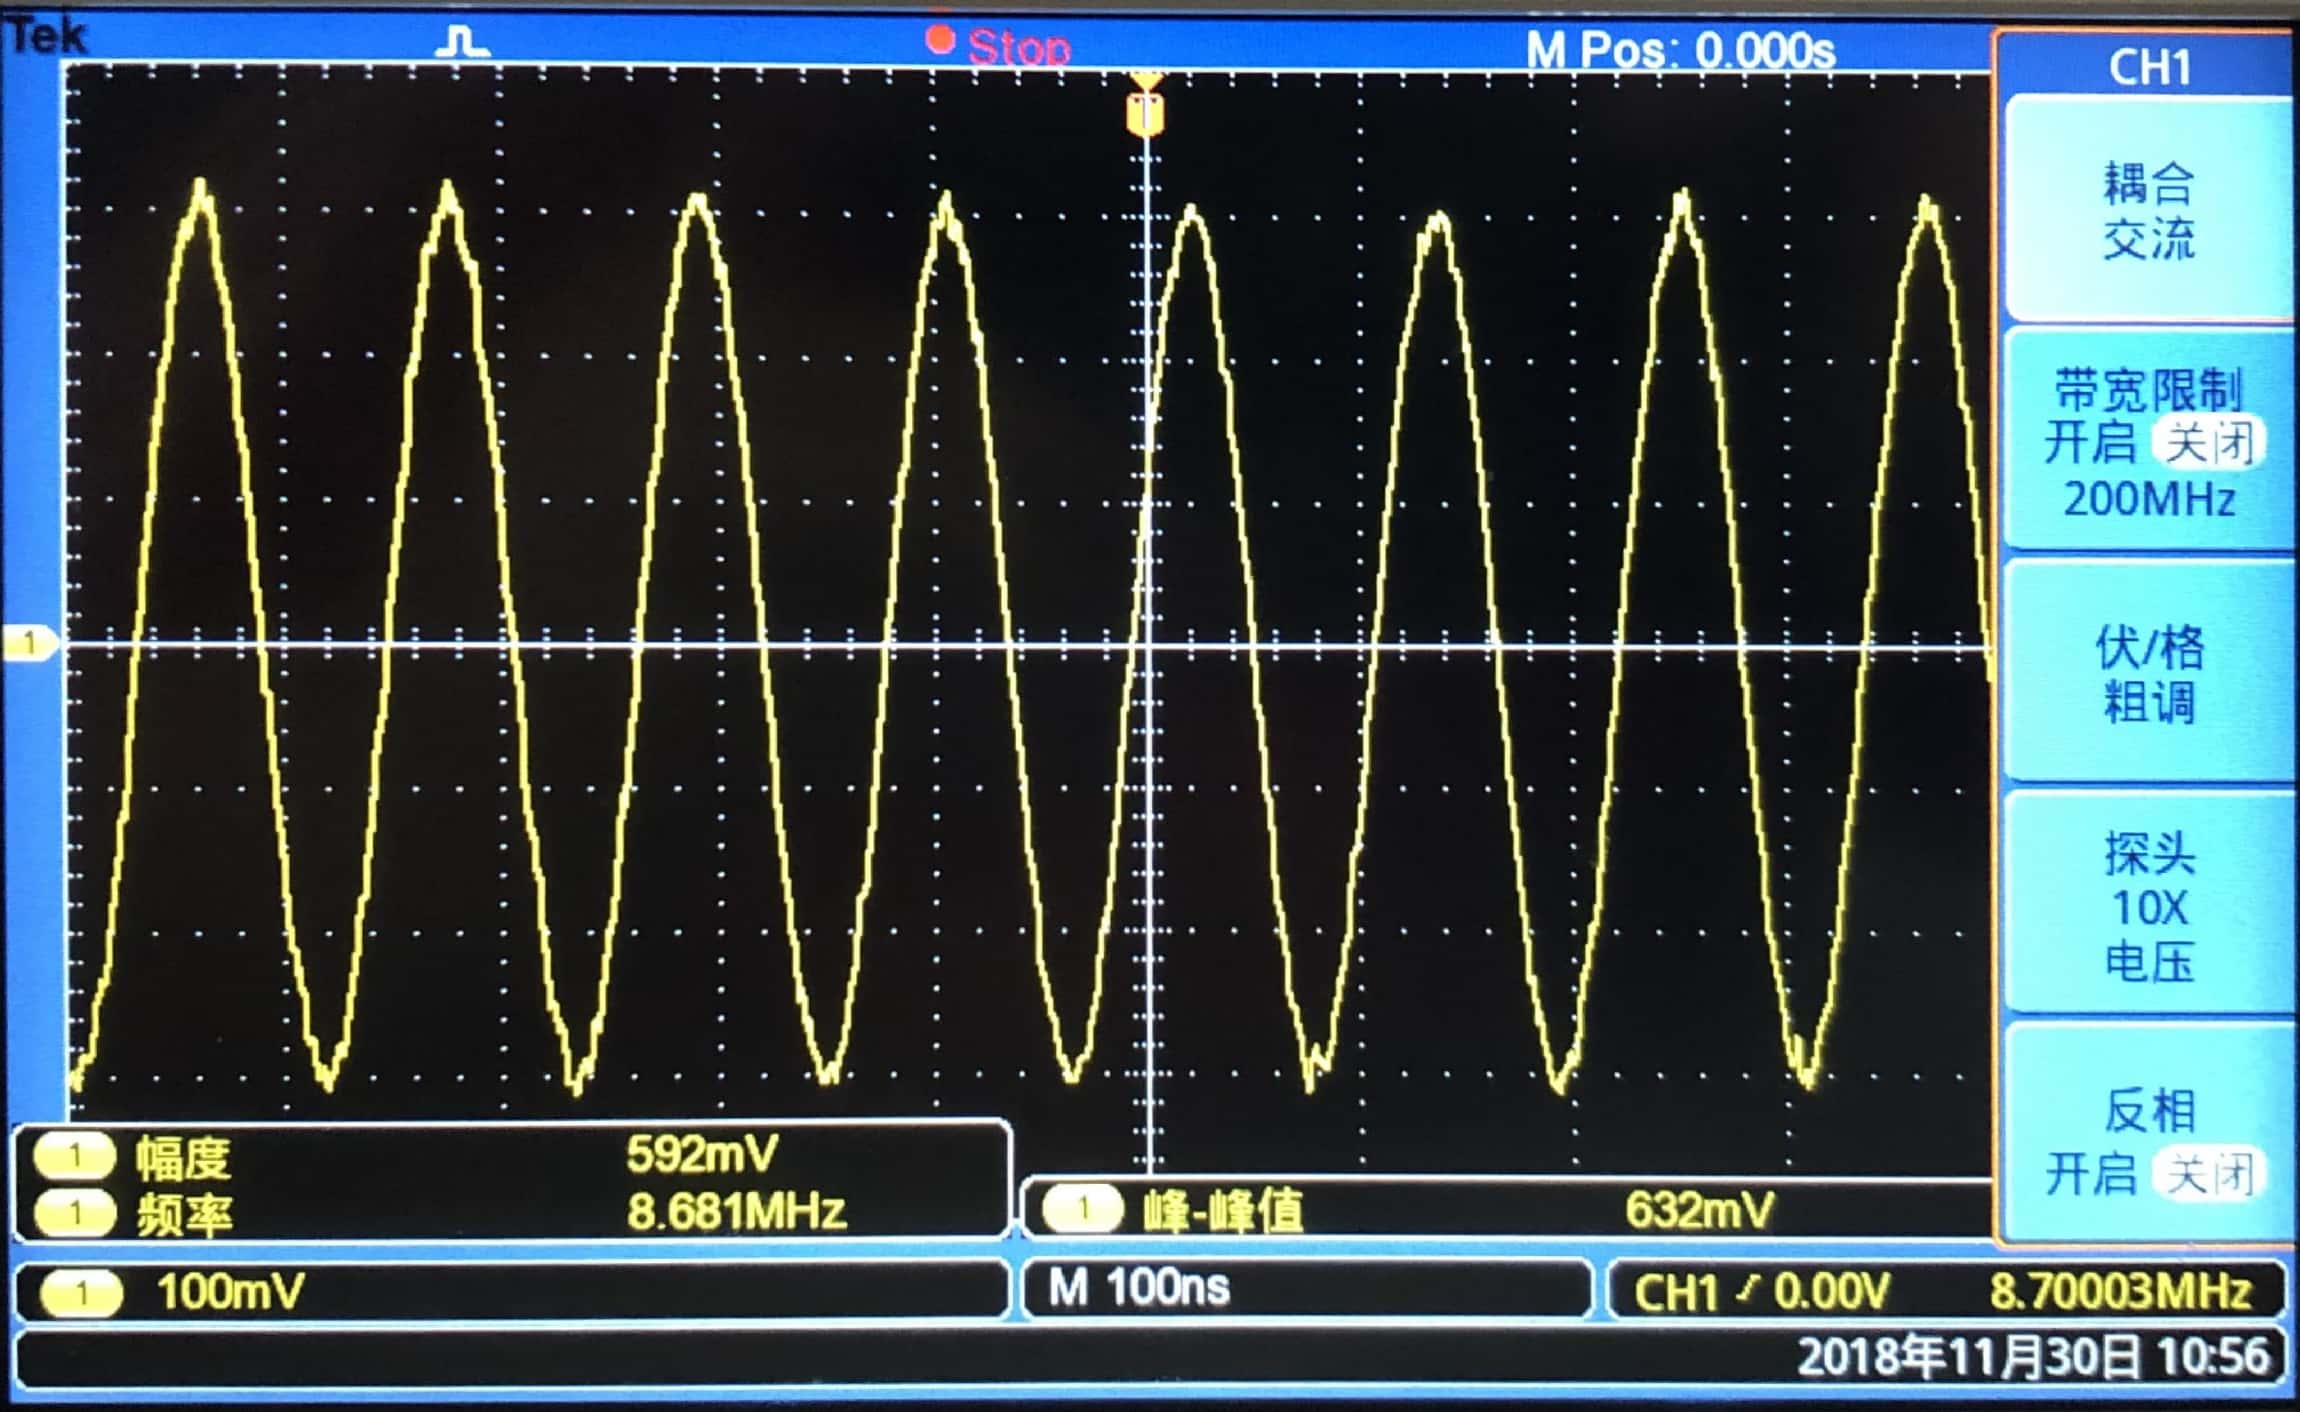 Tek
Stop
M Pos: 0.000s
CH1
耦合
交流
带宽限制
开启 关闭
200MHz
伏/格
粗调
探头
10X
电压
反相
开启 关闭
T
1
1 幅度 592mV
1 频率 8.681MHz
1 峰-峰值 632mV
1 100mV
M 100ns
CH1 0.00V 8.70003MHz
2018年11月30日 10:56